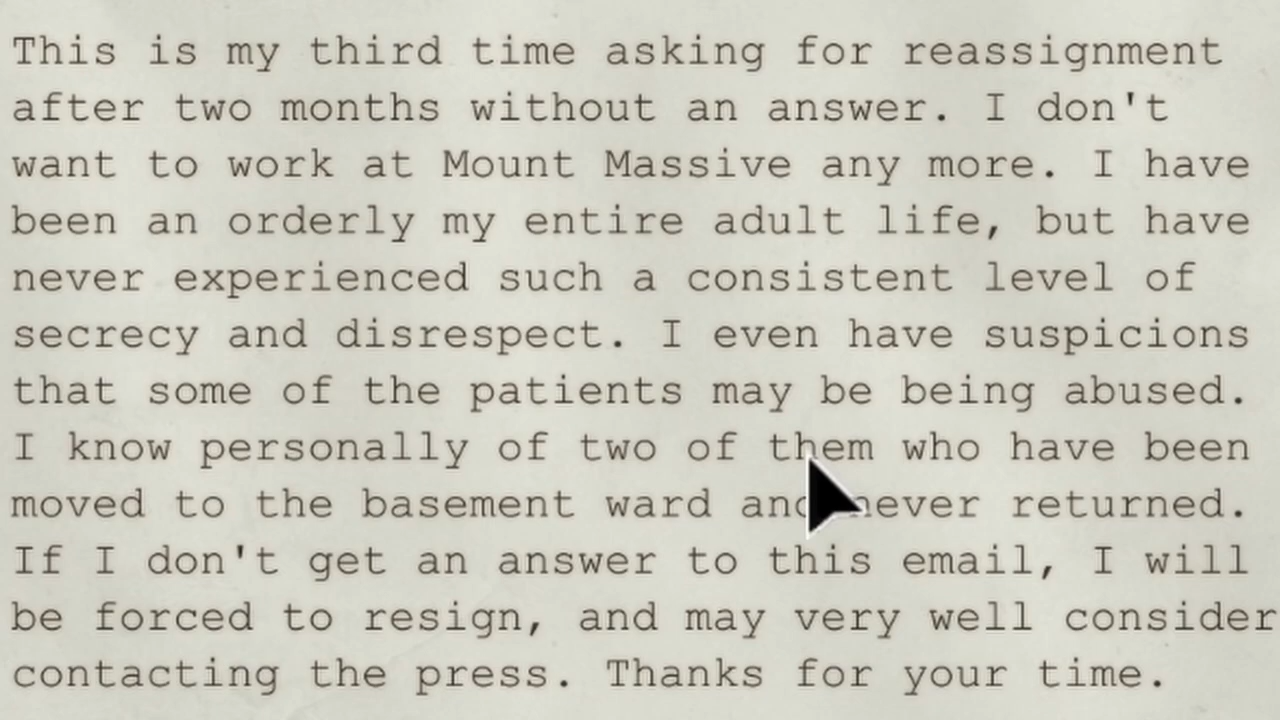 This is my third time asking for reassignment
after two months without an answer. I don't
want to work at Mount Massive any more. I have
been an orderly my entire adult life, but have
never experienced such a consistent level of
secrecy and disrespect. I even have suspicions
that some of the patients may be being abused.
I know personally of two of them who have been
moved to the basement ward and never returned.
If I don't get an answer to this email, I will
be forced to resign, and may very well consider
contacting the press. Thanks for your time.